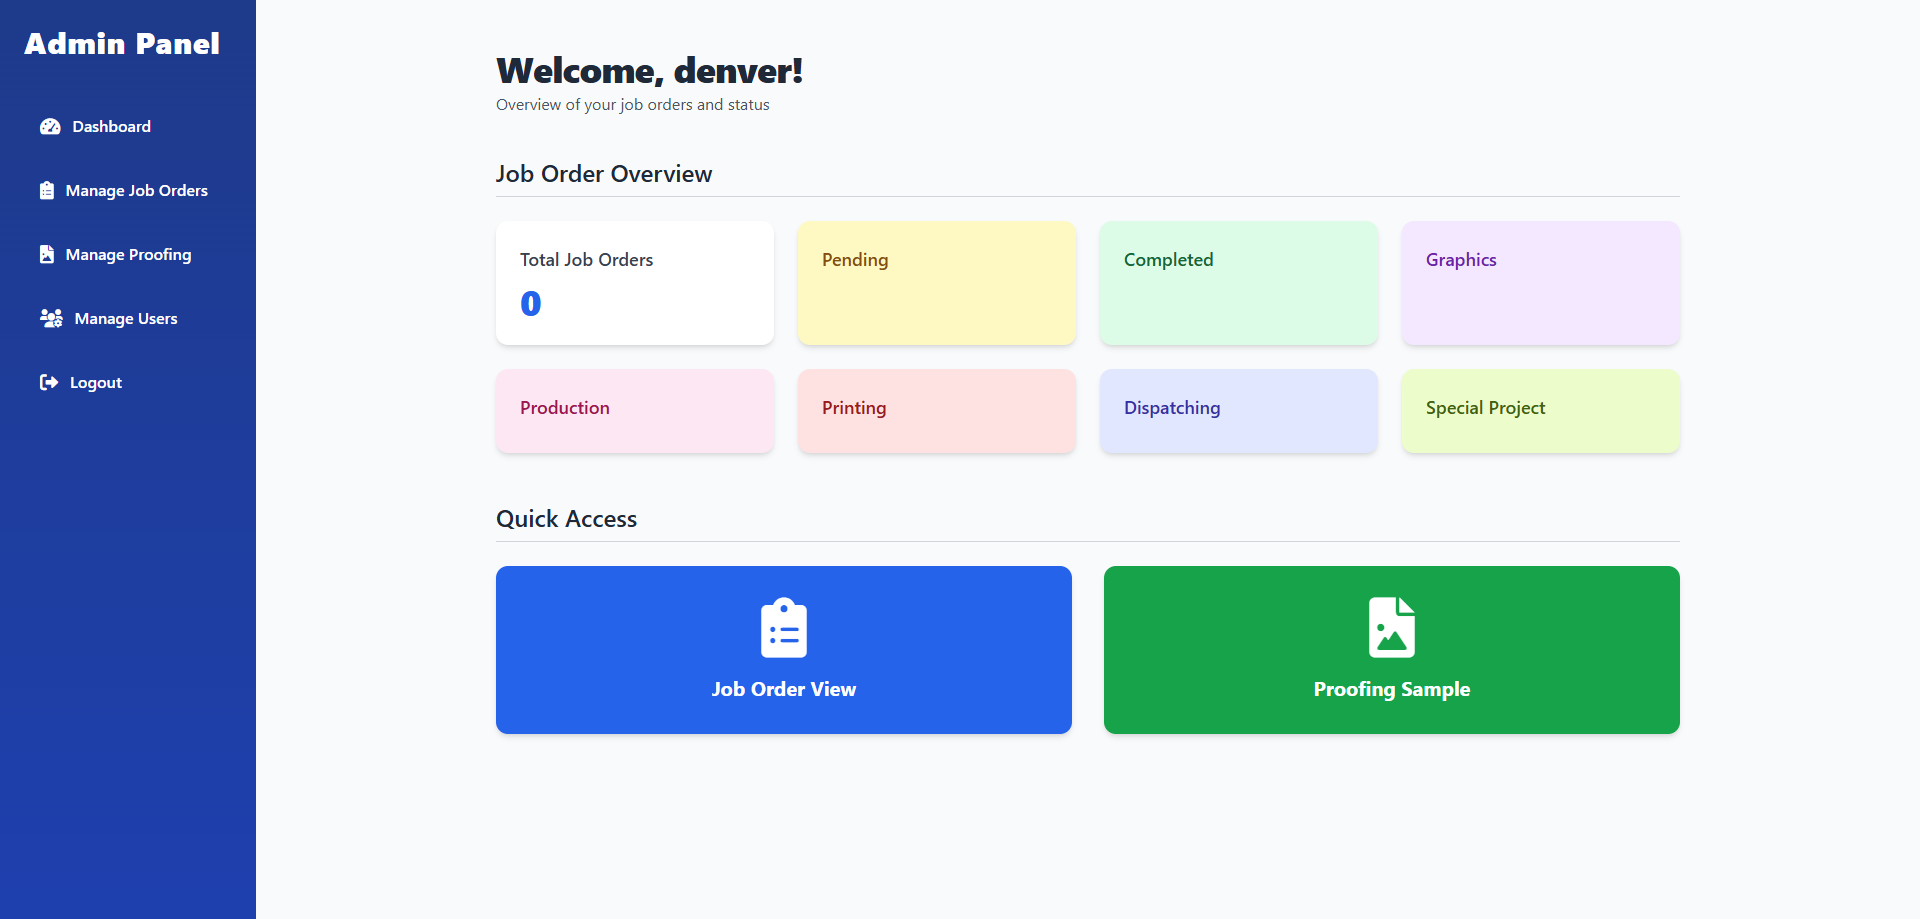 Admin Panel
Dashboard
Manage Job Orders
Manage Proofing
Manage Users
Logout
Welcome, denver!
Overview of your job orders and status
Job Order Overview
Total Job Orders
0
Pending
Completed
Graphics
Production
Printing
Dispatching
Special Project
Quick Access
Job Order View
Proofing Sample